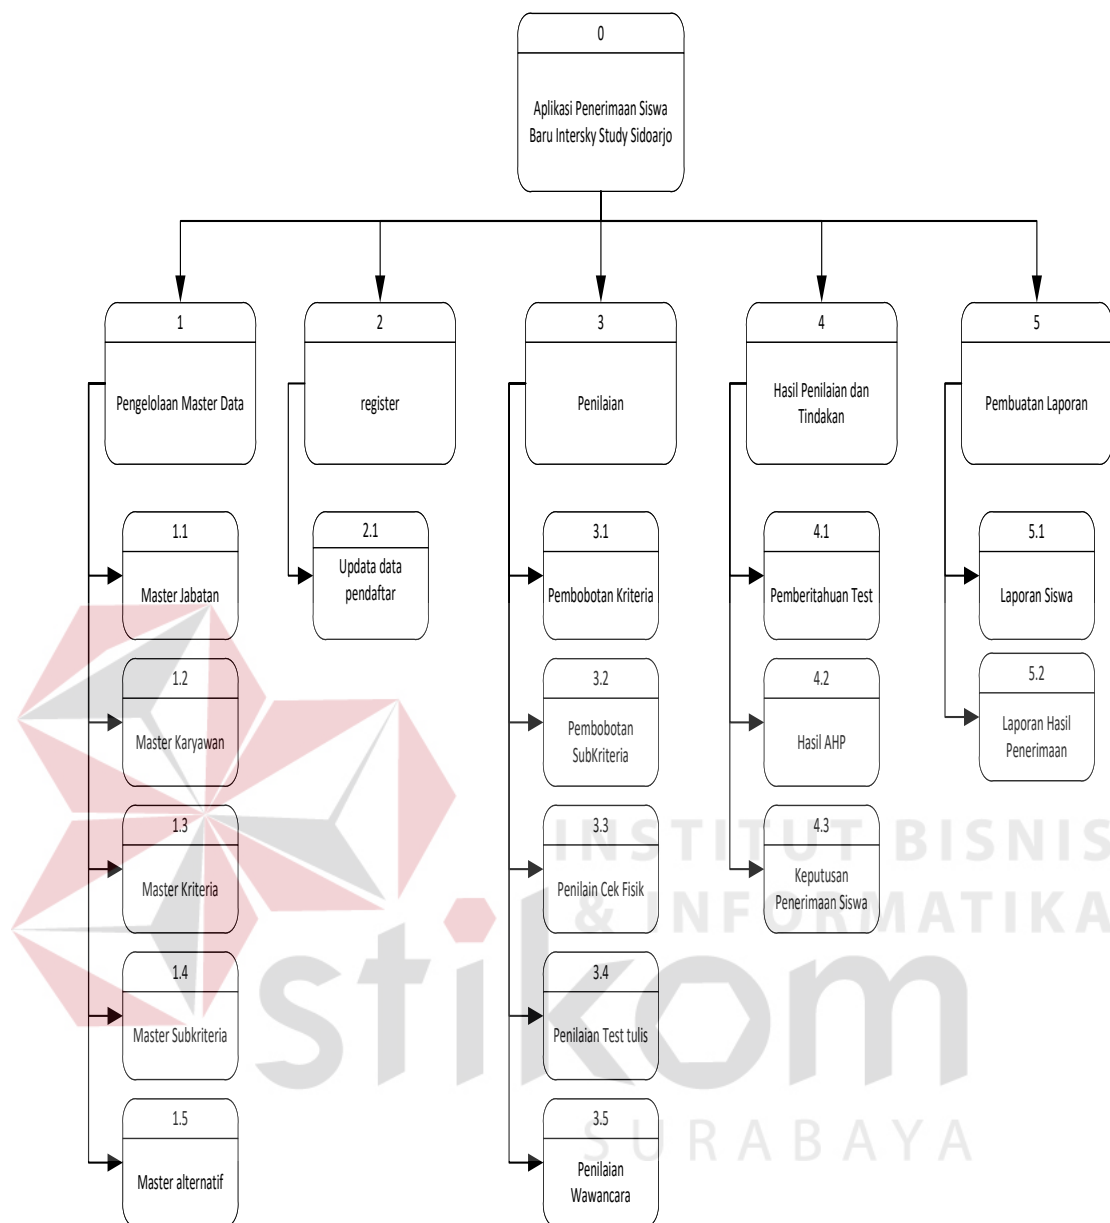 0
Aplikasi Penerimaan Siswa
Baru Intersky Study Sidoarjo
1
Pengelolaan Master Data
2
register
3
Penilaian
4
Hasil Penilaian dan
Tindakan
5
Pembuatan Laporan
1.1
Master Jabatan
1.2
Master Karyawan
1.3
Master Kriteria
1.4
Master Subkriteria
1.5
Master alternatif
2.1
Updata data
pendaftar
3.1
Pembobotan Kriteria
3.2
Pembobotan
SubKriteria
3.3
Penilain Cek Fisik
3.4
Penilaian Test tulis
3.5
Penilaian
Wawancara
4.1
Pemberitahuan Test
4.2
Hasil AHP
4.3
Keputusan
Penerimaan Siswa
5.1
Laporan Siswa
5.2
Laporan Hasil
Penerimaan
INSTITUT BISNIS
& INFORMATIKA
stikom
SURABAYA